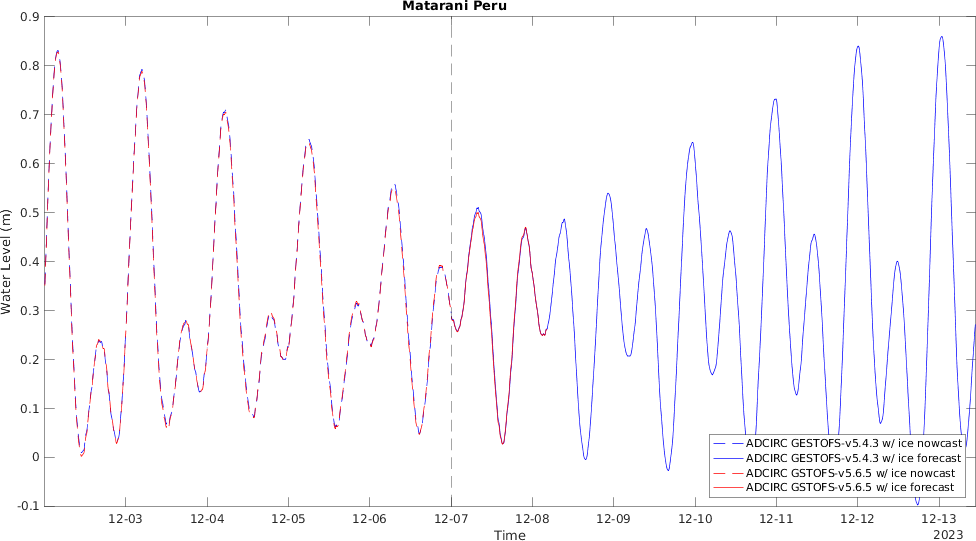 Matarani Peru
0.9
0.8
0.7
0.6
0.5
0.4
0.3
0.2
0.1
0
-0.1
Water Level (m)
ADCIRC GESTOFS-v5.4.3 w/ ice nowcast
ADCIRC GESTOFS-v5.4.3 w/ ice forecast
ADCIRC GSTOFS-v5.6.5 w/ ice nowcast
ADCIRC GSTOFS-v5.6.5 w/ ice forecast
12-03 12-04 12-05 12-06 12-07 12-08 12-09 12-10 12-11 12-12 12-13
Time
2023